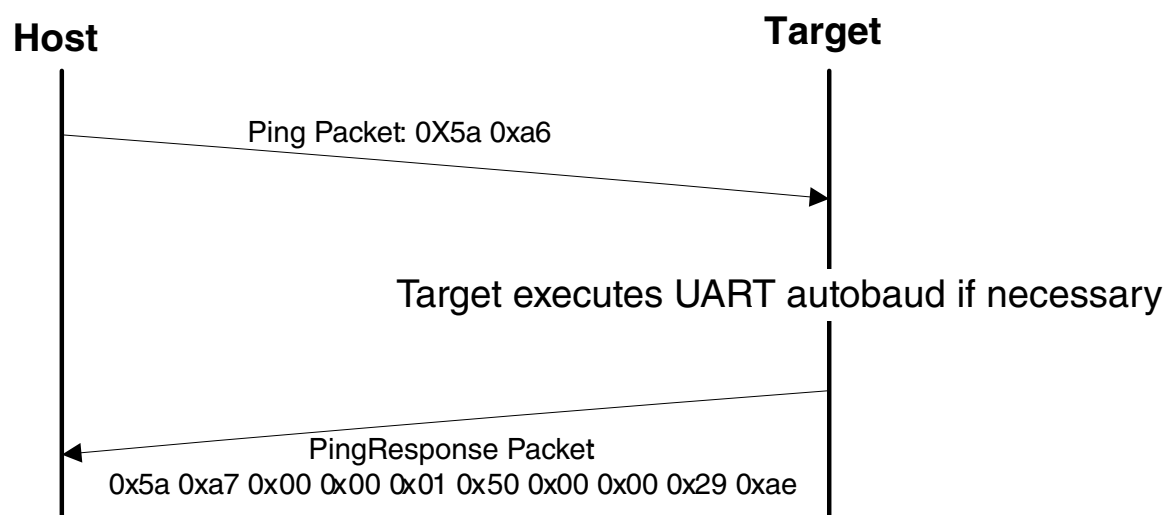 Host
Target
Ping Packet: 0X5a 0xa6
Target executes UART autobaud if necessary
PingResponse Packet
0x5a 0xa7 0x00 0x00 0x01 0x50 0x00 0x00 0x29 0xae